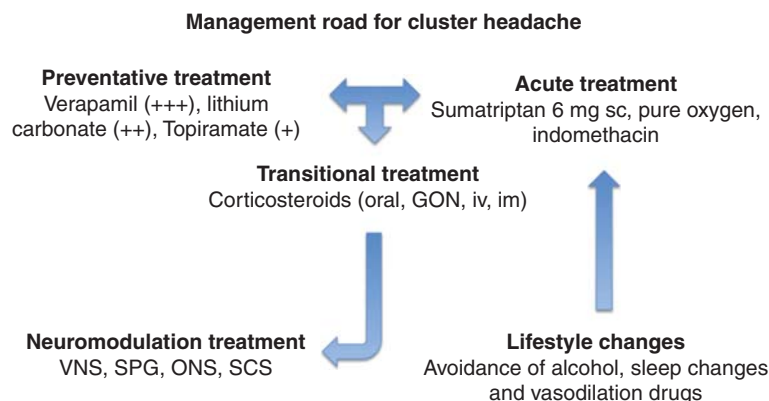 Management road for cluster headache
Preventative treatment
Verapamil (+++), lithium
carbonate (++), Topiramate (+)
Acute treatment
Sumatriptan 6 mg sc, pure oxygen,
indomethacin
Transitional treatment
Corticosteroids (oral, GON, iv, im)
Neuromodulation treatment
VNS, SPG, ONS, SCS
Lifestyle changes
Avoidance of alcohol, sleep changes
and vasodilation drugs